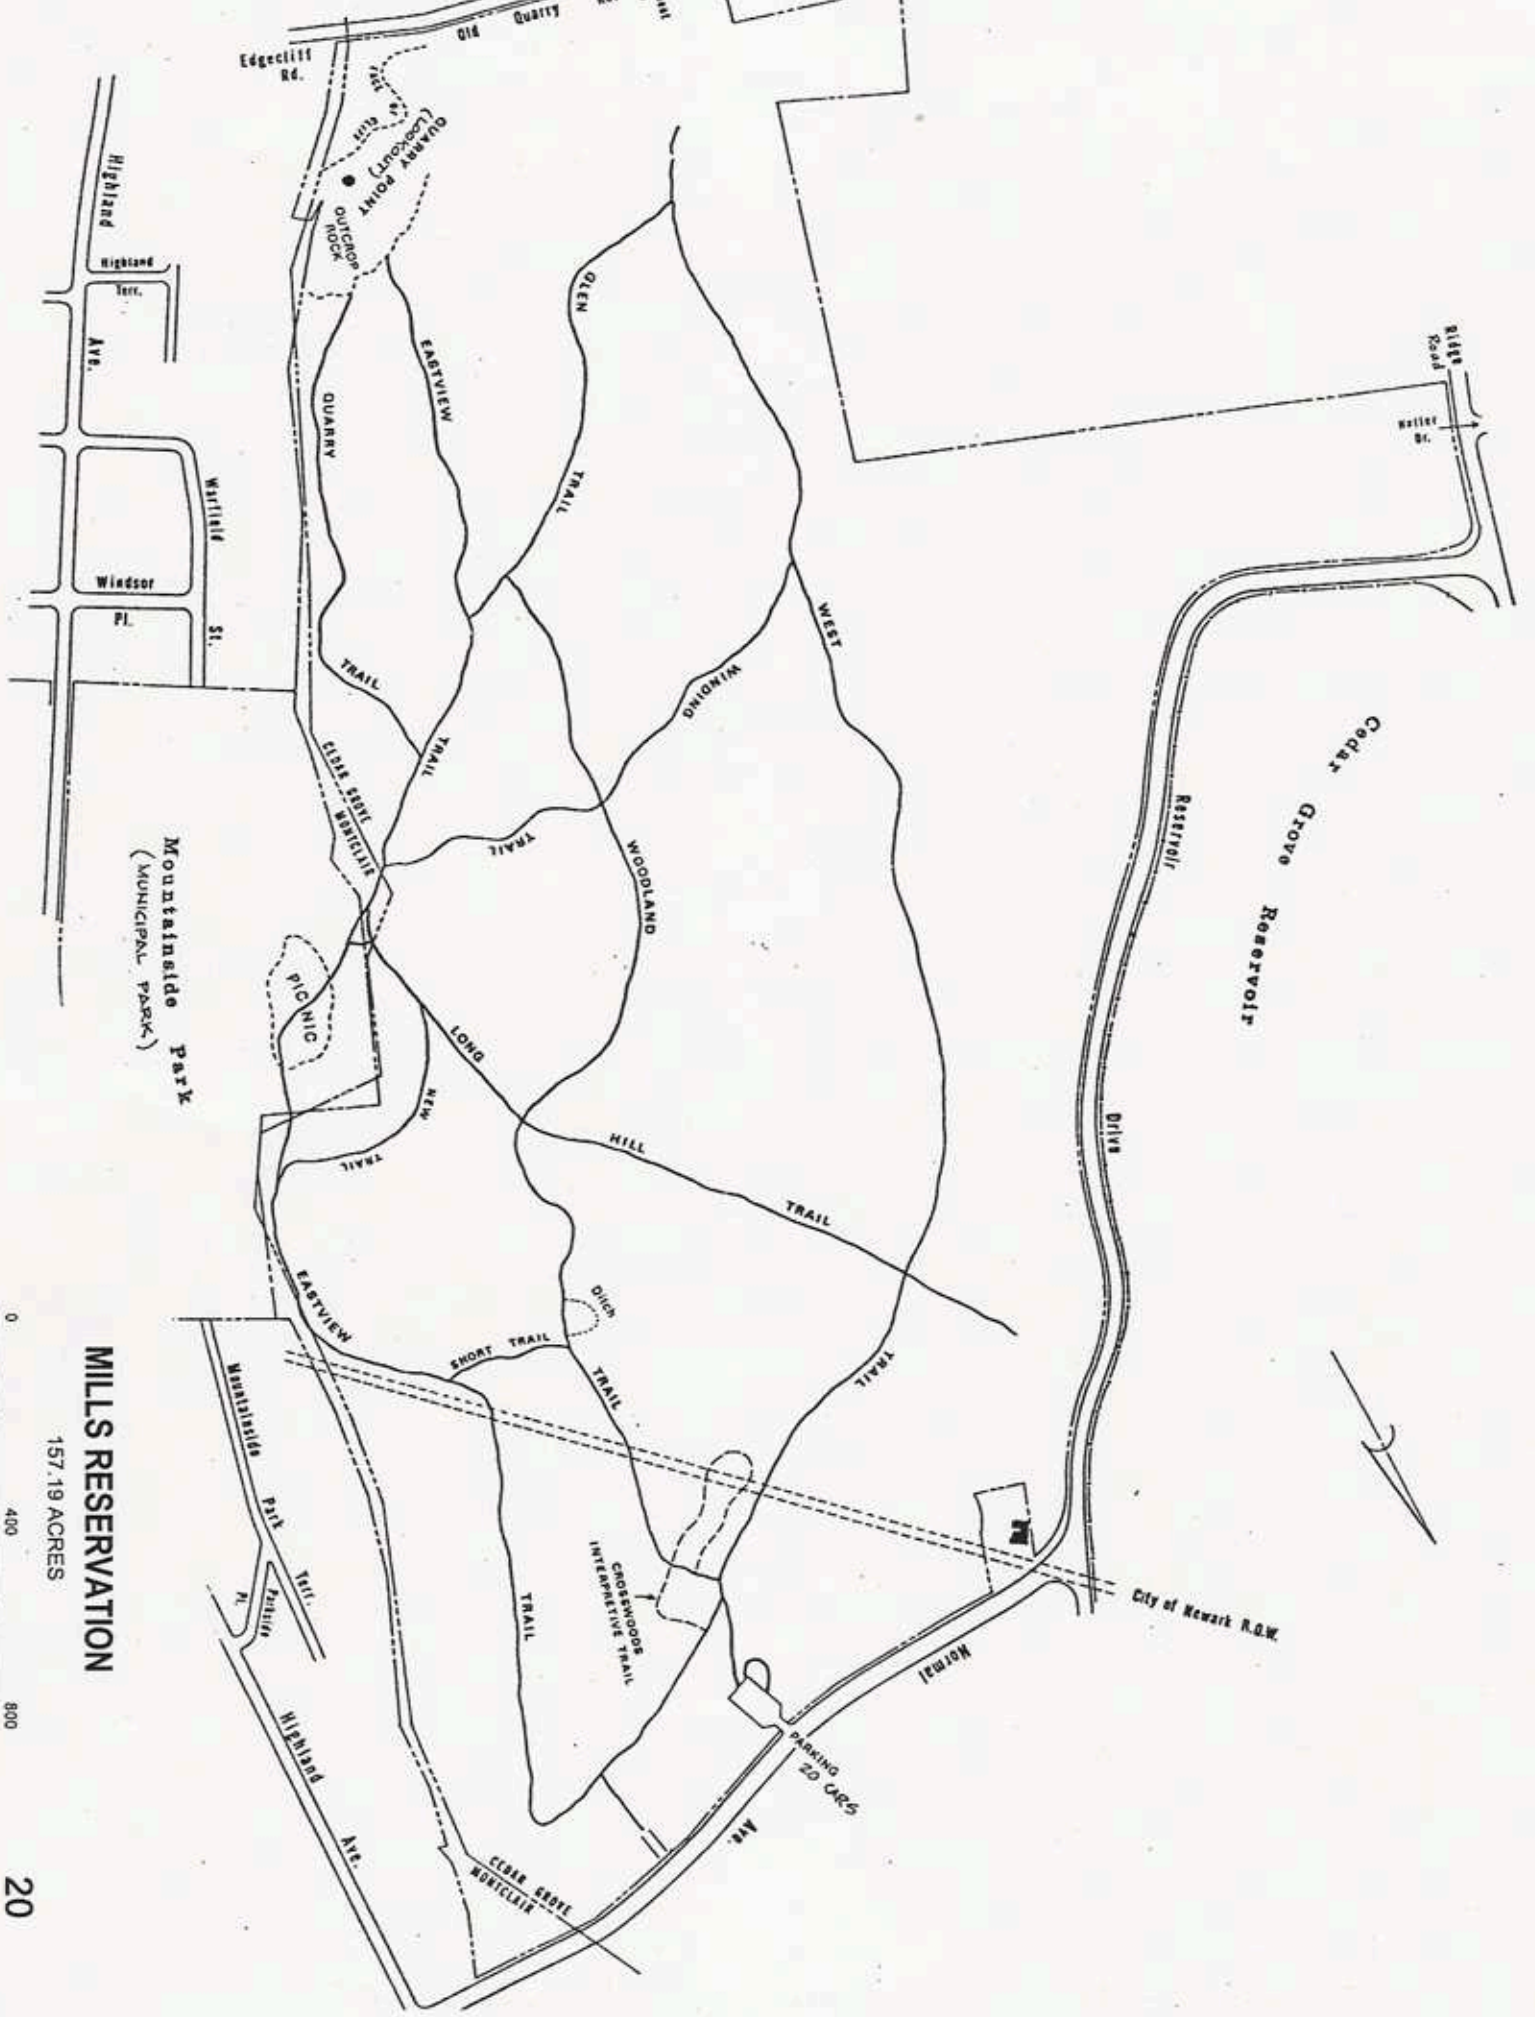 Old Quarry
Edgecliff
Rd.
FACE OF CLIFF
QUARRY POINT
(LOOKOUT)
OUTCROP
ROCK
Highland
Ave.
Highland
Terr.
Warfield
St.
Windsor
Pl.
Ridge
Road
Dr.
GLEN
TRAIL
EASTVIEW
TRAIL
QUARRY
TRAIL
WEST
TRAIL
WINDING
TRAIL
WOODLAND
TRAIL
LONG
HILL
TRAIL
NEW
TRAIL
EASTVIEW
TRAIL
SHORT TRAIL
Ditch
CROSSWOODS
INTERPRETIVE TRAIL
CEDAR GROVE
MONTCLAIR
PICNIC
Mountainside Park
(MUNICIPAL PARK)
Cedar Grove Reservoir
Reservoir
Drive
City of Newark R.O.W.
Normal
Ave.
PARKING
20 CARS
CEDAR GROVE
MONTCLAIR
Mountainside
Park
Terr.
Parkside
Pl.
Highland
Ave.
MILLS RESERVATION
157.19 ACRES
0 400 800
20